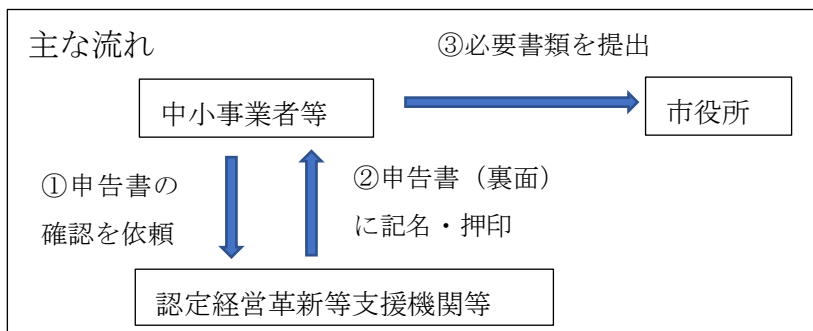 主な流れ
③必要書類を提出
中小事業者等
市役所
①申告書の
確認を依頼
②申告書（裏面）
に記名・押印
認定経営革新等支援機関等